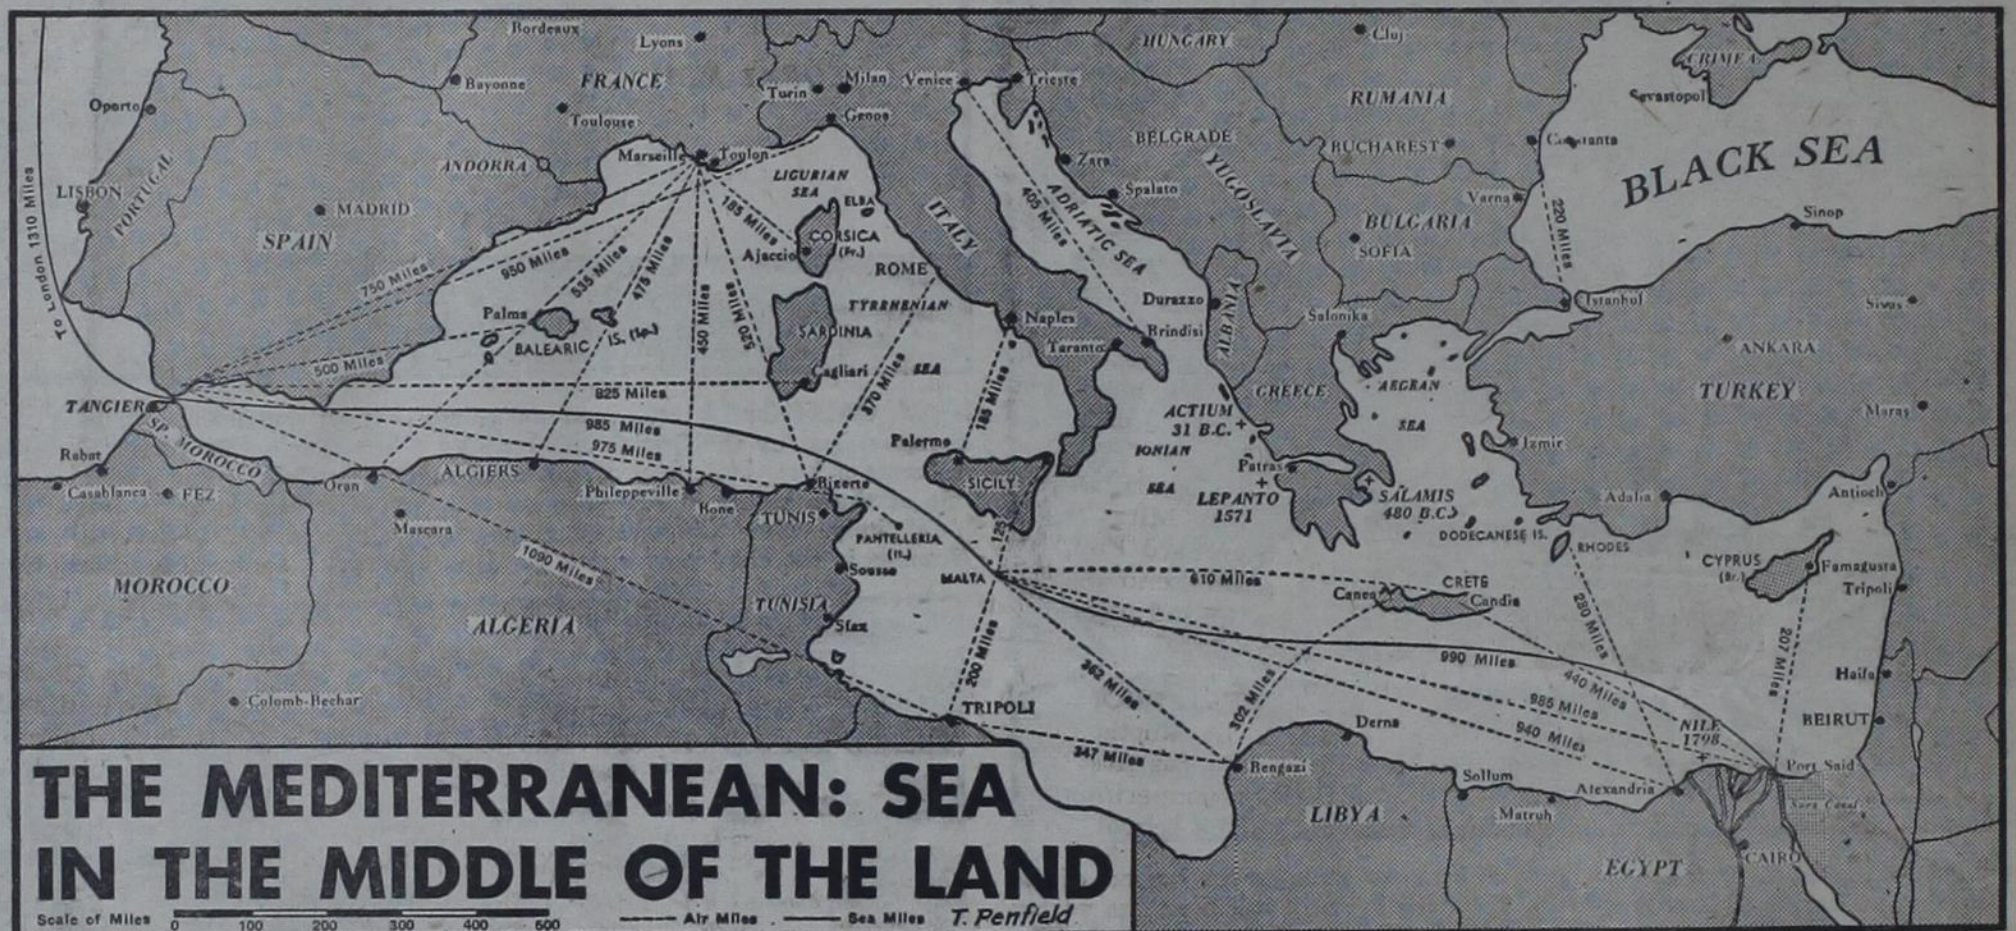 Bordeaux
Lyons
HUNGARY
Cluj
CRIMEA
Bayonne
FRANCE
Turin
Milan
Venice
Trieste
RUMANIA
Sevastopol
Oporto
Toulouse
Genoa
BELGRADE
BUCHAREST
BLACK SEA
ANDORRA
Marseille
Toulon
LIGURIAN
SEA
Zara
YUGOSLAVIA
LISBON
PORTUGAL
MADRID
SPAIN
ELBA
CORSICA
(Fr.)
Ajaccio
185 Miles
ITALY
405 Miles
ADRIATIC SEA
Spalato
Varna
BULGARIA
SOFIA
220 Miles
Sinop
To London 1310 Miles
750 Miles
950 Miles
535 Miles
475 Miles
450 Miles
520 Miles
ROME
TYRRHENIAN
SEA
Durazzo
ALBANIA
Istanbul
Sivas
Palma
BALEARIC
IS. (Sp.)
SARDINIA
Naples
Brindisi
Taranto
Salonika
ANKARA
500 Miles
Cagliari
370 Miles
185 Miles
GREECE
AEGEAN
SEA
TURKEY
825 Miles
TANGIER
SP. MOROCCO
985 Miles
975 Miles
Palermo
ACTIUM
31 B.C.
Maras
IONIAN
SEA
Izmir
Rabat
ALGIERS
Casablanca
FEZ
Oran
Phileppeville
Bone
Bizerte
SICILY
Patras
LEPANTO
1571
SALAMIS
480 B.C.
Adalia
Antioch
Mascara
TUNIS
PANTELLERIA
(It.)
125
DODECANESE IS.
RHODES
CYPRUS
(Br.)
Famagusta
1090 Miles
Sousse
MALTA
610 Miles
CRETE
Canea
Candia
280 Miles
Tripoli
MOROCCO
ALGERIA
TUNISIA
Sfax
200 Miles
362 Miles
302 Miles
990 Miles
440 Miles
207 Miles
Haifa
Colomb-Bechar
TRIPOLI
347 Miles
Bengazi
Derna
985 Miles
940 Miles
NILE
1798
BEIRUT
Port Said
Sollum
Matruh
Alexandria
LIBYA
EGYPT
CAIRO
THE MEDITERRANEAN: SEA
IN THE MIDDLE OF THE LAND
Scale of Miles 0 100 200 300 400 500 Air Miles Sea Miles T. Penfield